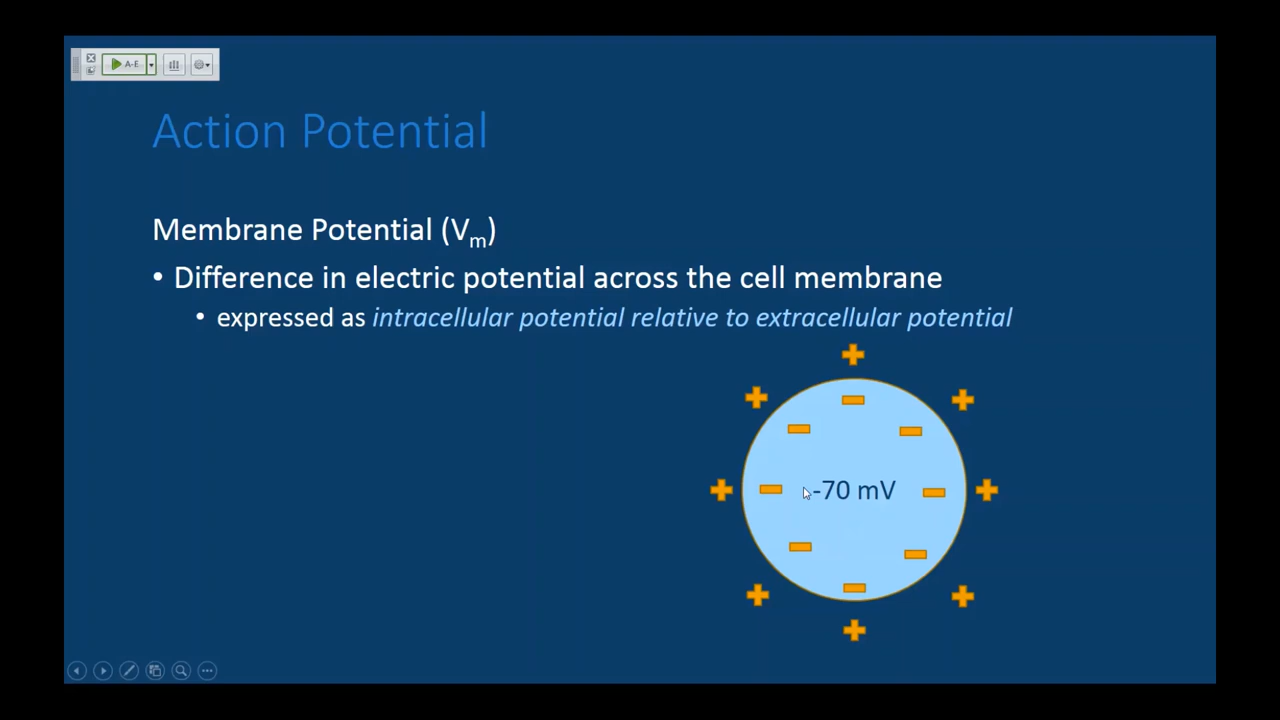 A-E
Action Potential
Membrane Potential (Vm)
• Difference in electric potential across the cell membrane
• expressed as intracellular potential relative to extracellular potential
-70 mV